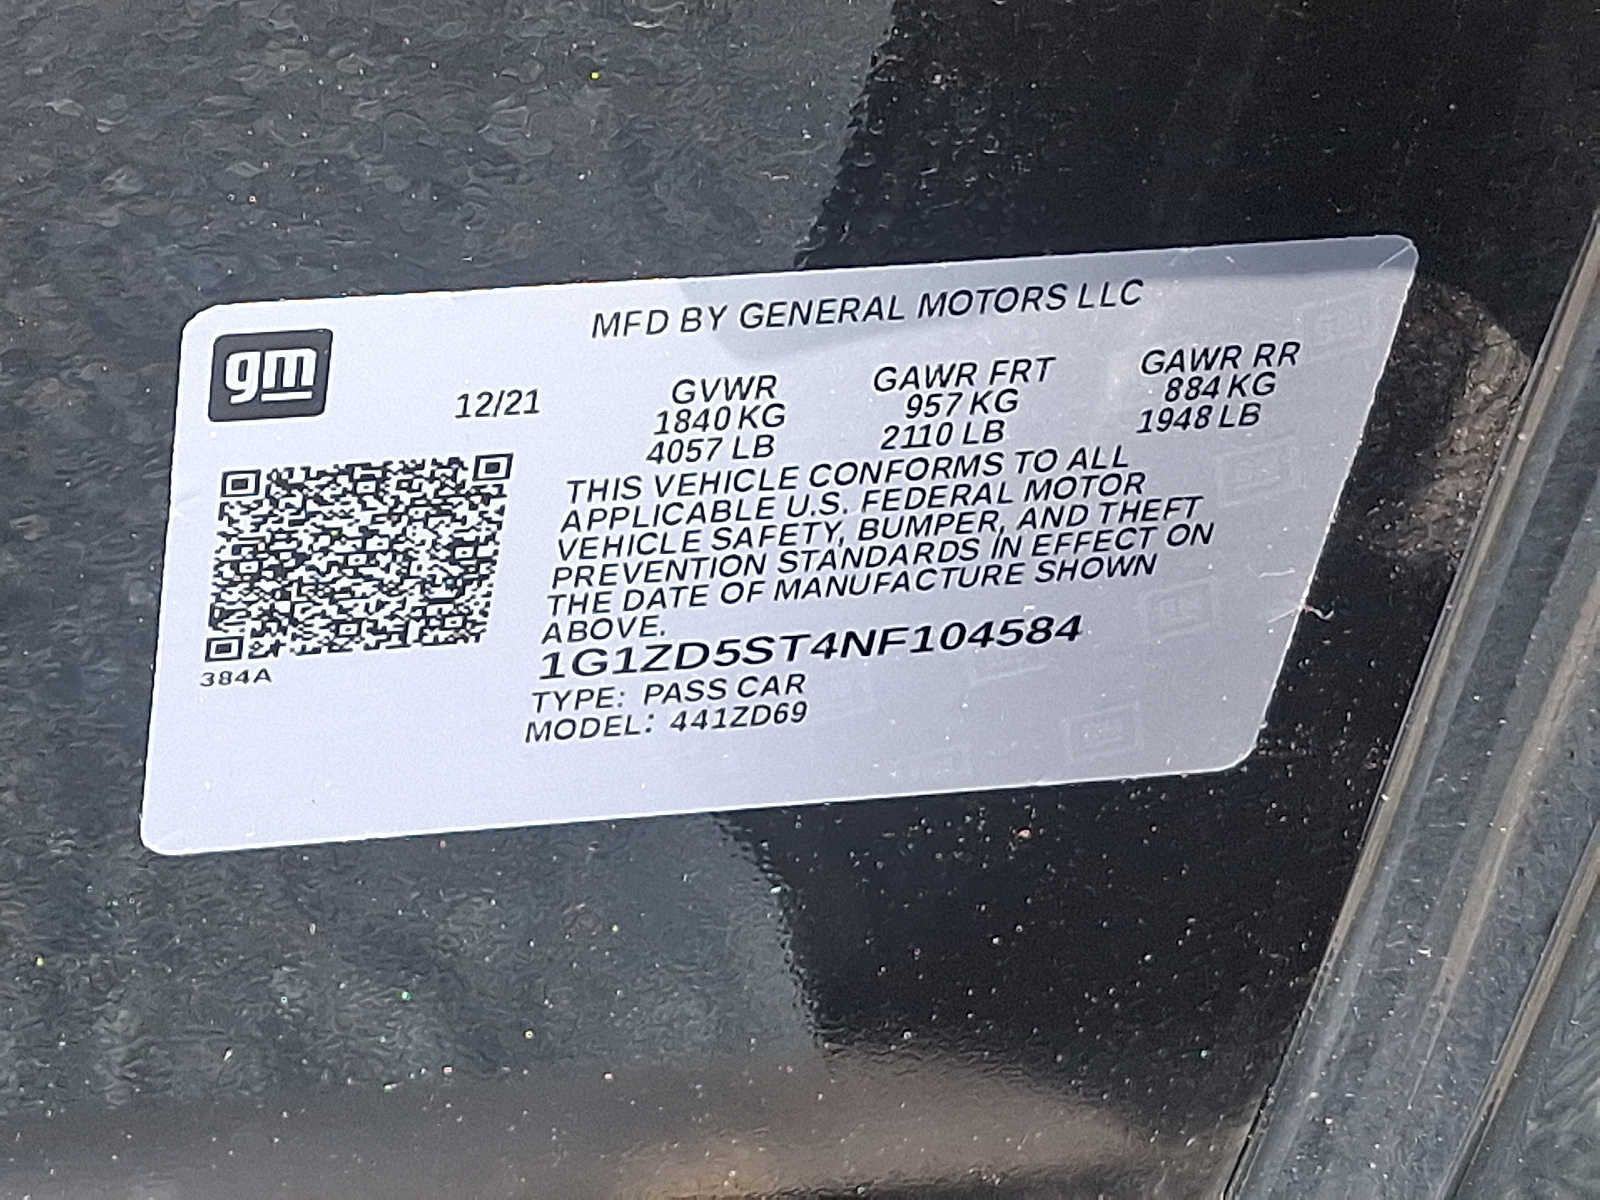 gm
MFD BY GENERAL MOTORS LLC
12/21
GVWR GAWR FRT GAWR RR
1840 KG 957 KG 884 KG
4057 LB 2110 LB 1948 LB
THIS VEHICLE CONFORMS TO ALL
APPLICABLE U.S. FEDERAL MOTOR
VEHICLE SAFETY, BUMPER, AND THEFT
PREVENTION STANDARDS IN EFFECT ON
THE DATE OF MANUFACTURE SHOWN
ABOVE.
384A
1G1ZD5ST4NF104584
TYPE: PASS CAR
MODEL: 441ZD69